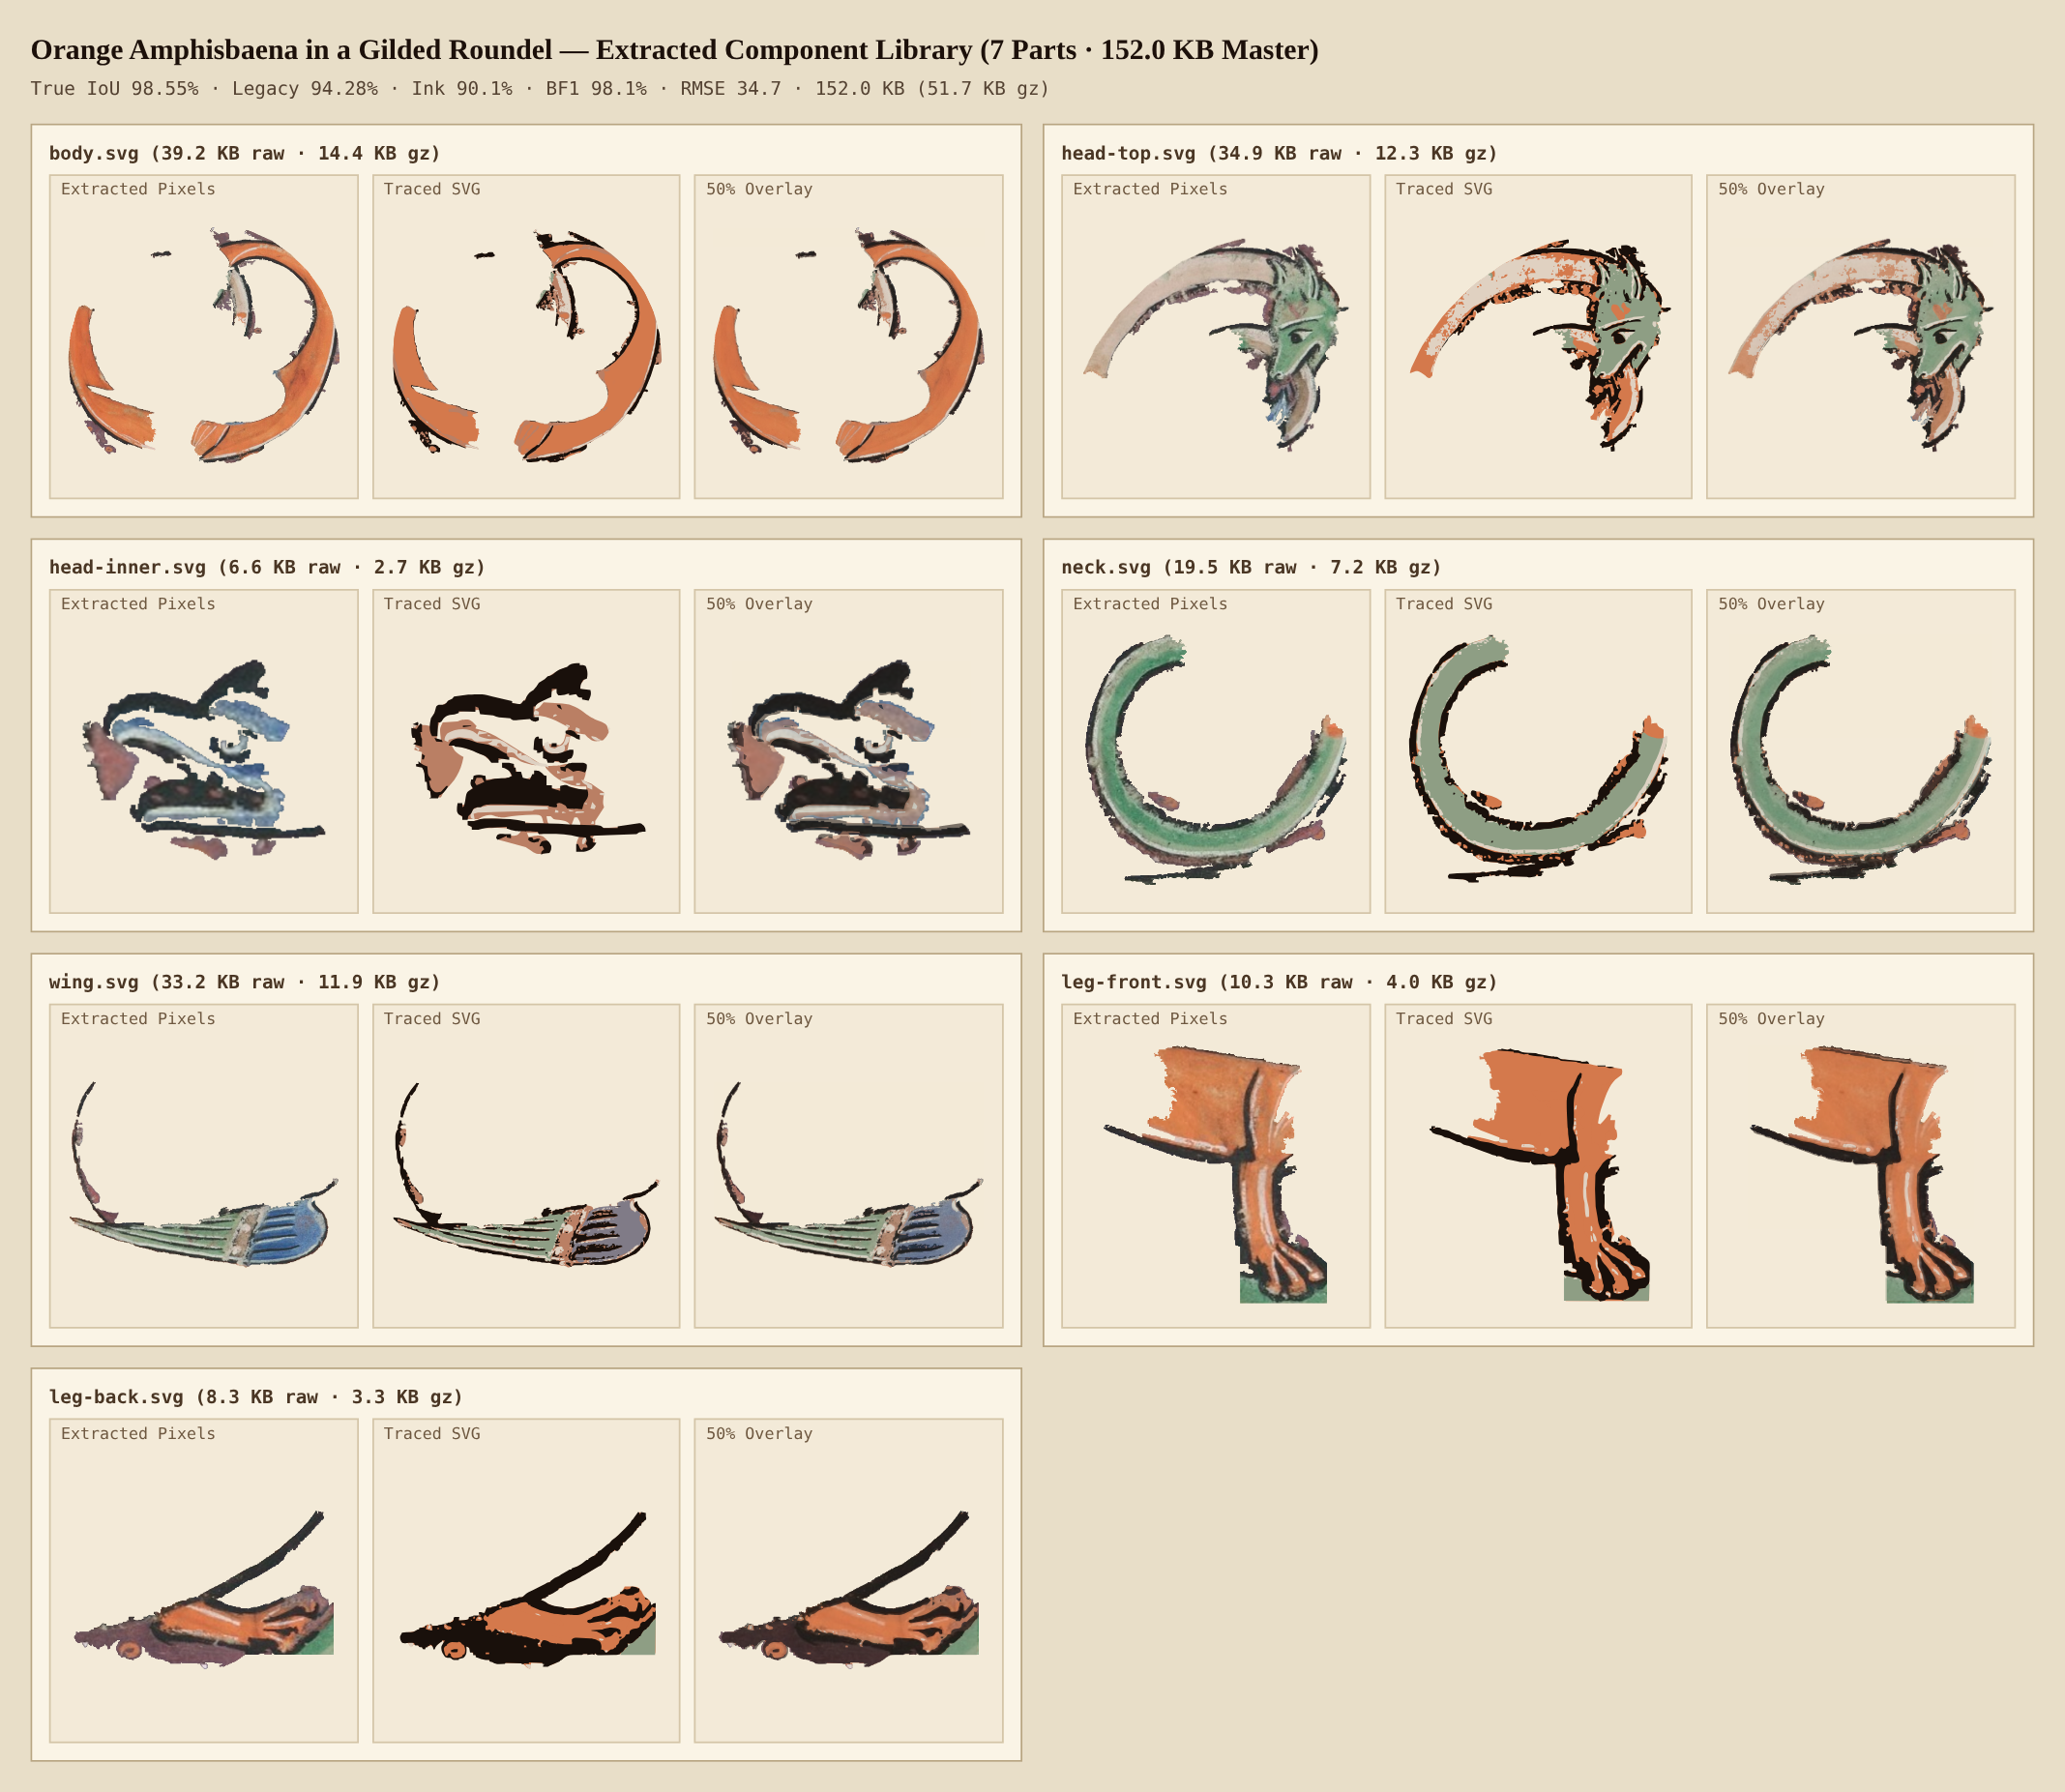 Orange Amphisbaena in a Gilded Roundel — Extracted Component Library (7 Parts · 152.0 KB Master)
True IoU 98.55% · Legacy 94.28% · Ink 90.1% · BF1 98.1% · RMSE 34.7 · 152.0 KB (51.7 KB gz)
body.svg (39.2 KB raw · 14.4 KB gz)
Extracted Pixels
Traced SVG
50% Overlay
head-top.svg (34.9 KB raw · 12.3 KB gz)
Extracted Pixels
Traced SVG
50% Overlay
head-inner.svg (6.6 KB raw · 2.7 KB gz)
Extracted Pixels
Traced SVG
50% Overlay
neck.svg (19.5 KB raw · 7.2 KB gz)
Extracted Pixels
Traced SVG
50% Overlay
wing.svg (33.2 KB raw · 11.9 KB gz)
Extracted Pixels
Traced SVG
50% Overlay
leg-front.svg (10.3 KB raw · 4.0 KB gz)
Extracted Pixels
Traced SVG
50% Overlay
leg-back.svg (8.3 KB raw · 3.3 KB gz)
Extracted Pixels
Traced SVG
50% Overlay